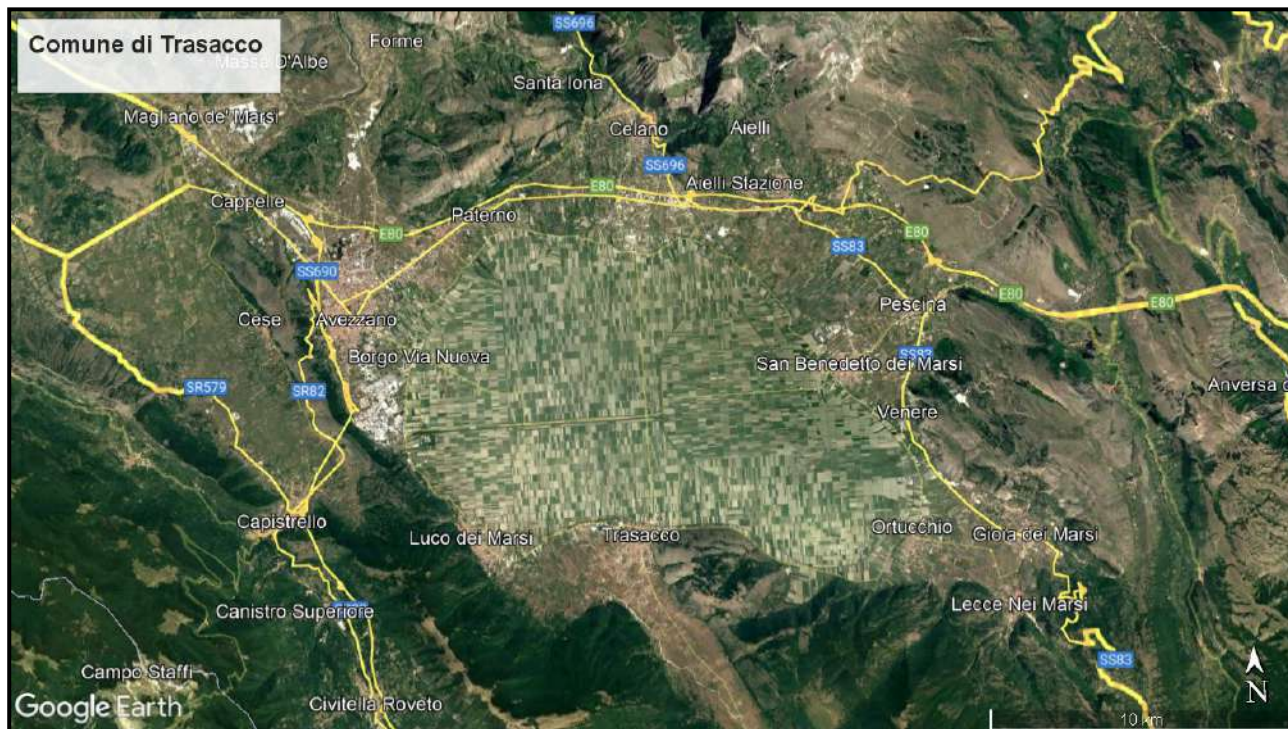 SS696
Comune di Trasacco
Forme
Massa D'Albe
Santa Iona
Magliano de' Marsi
Celano
Aielli
SS696
Aielli Stazione
E80
Cappelle
Paterno
E80
E80
SS83
SS690
E80
E80
Pescina
Cese
Avezzano
Borgo Via Nuova
SS83
San Benedetto dei Marsi
SR579
SR82
Anversa d
Venere
Capistrello
Luco dei Marsi
Trasacco
Ortucchio
Gioia dei Marsi
Canistro Superiore
Lecce Nei Marsi
SS83
Campo Staffi
N
Google Earth
Civitella Roveto
10 km